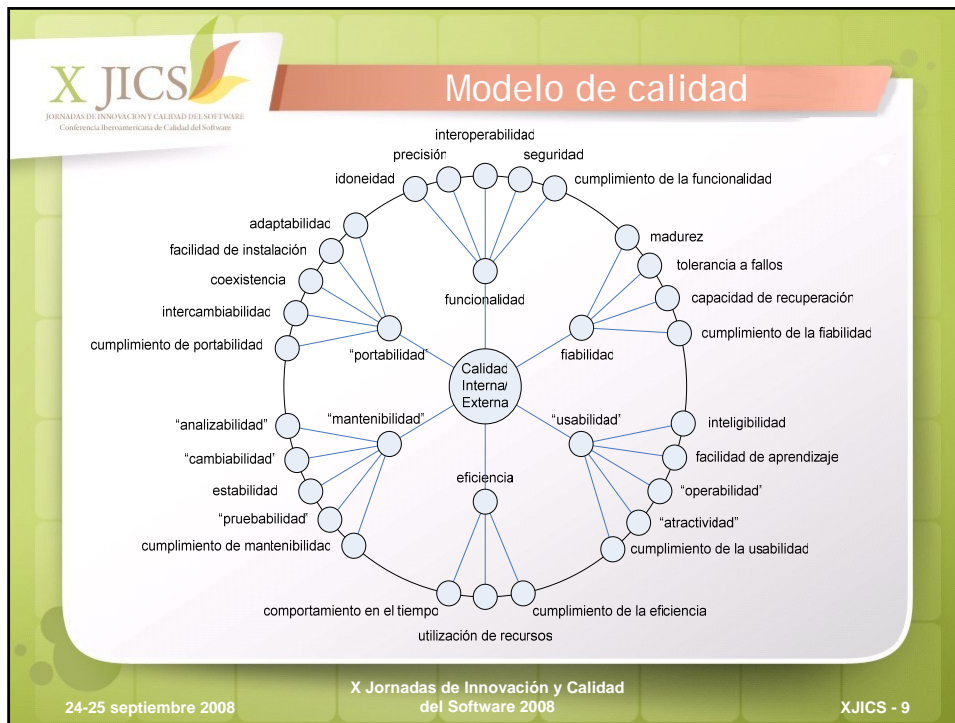 X JICS
JORNADAS DE INNOVACIÓN Y CALIDAD DEL SOFTWARE
Conferencia Iberoamericana de Calidad del Software
Modelo de calidad
interoperabilidad
precisión
seguridad
idoneidad
cumplimiento de la funcionalidad
adaptabilidad
madurez
facilidad de instalación
tolerancia a fallos
coexistencia
capacidad de recuperación
funcionalidad
intercambiabilidad
cumplimiento de la fiabilidad
cumplimiento de portabilidad
"portabilidad"
fiabilidad
Calidad
Interna/
Externa
"analizabilidad"
"mantenibilidad"
"usabilidad"
inteligibilidad
"cambiabilidad"
facilidad de aprendizaje
eficiencia
estabilidad
"operabilidad"
"pruebabilidad"
"atractividad"
cumplimiento de mantenibilidad
cumplimiento de la usabilidad
comportamiento en el tiempo
cumplimiento de la eficiencia
utilización de recursos
24-25 septiembre 2008
X Jornadas de Innovación y Calidad
del Software 2008
XJICS - 9